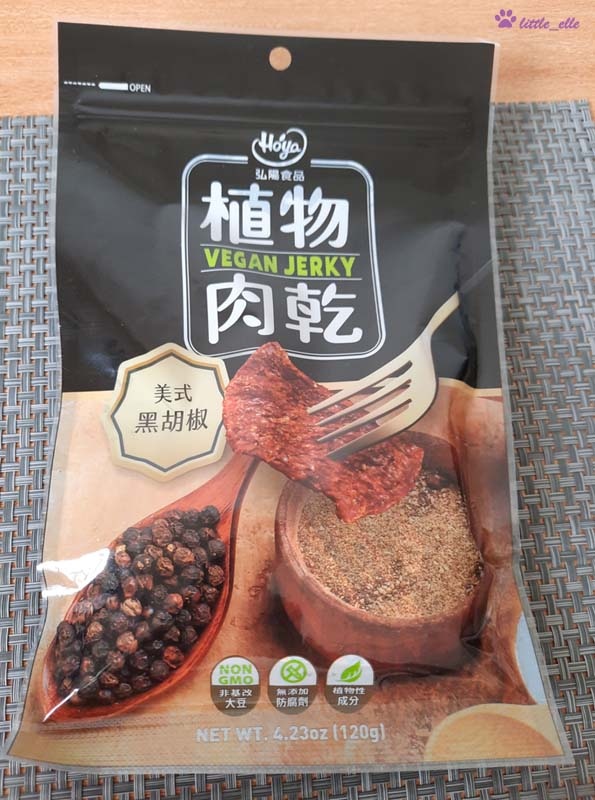 little_elle
OPEN
Hoya
弘陽食品
植物
VEGAN JERKY
肉乾
美式
黑胡椒
NON
GMO
非基改
大豆
無添加
防腐劑
植物性
成分
NET WT. 4.23oz (120g)